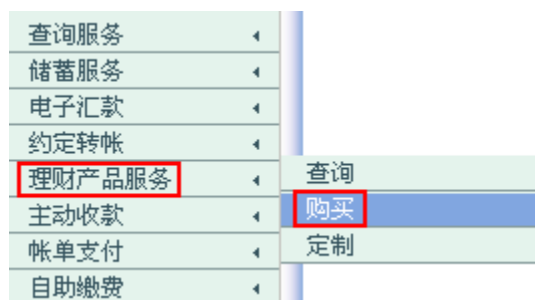 查询服务
储蓄服务
电子汇款
约定转帐
理财产品服务
主动收款
帐单支付
自助缴费
查询
购买
定制